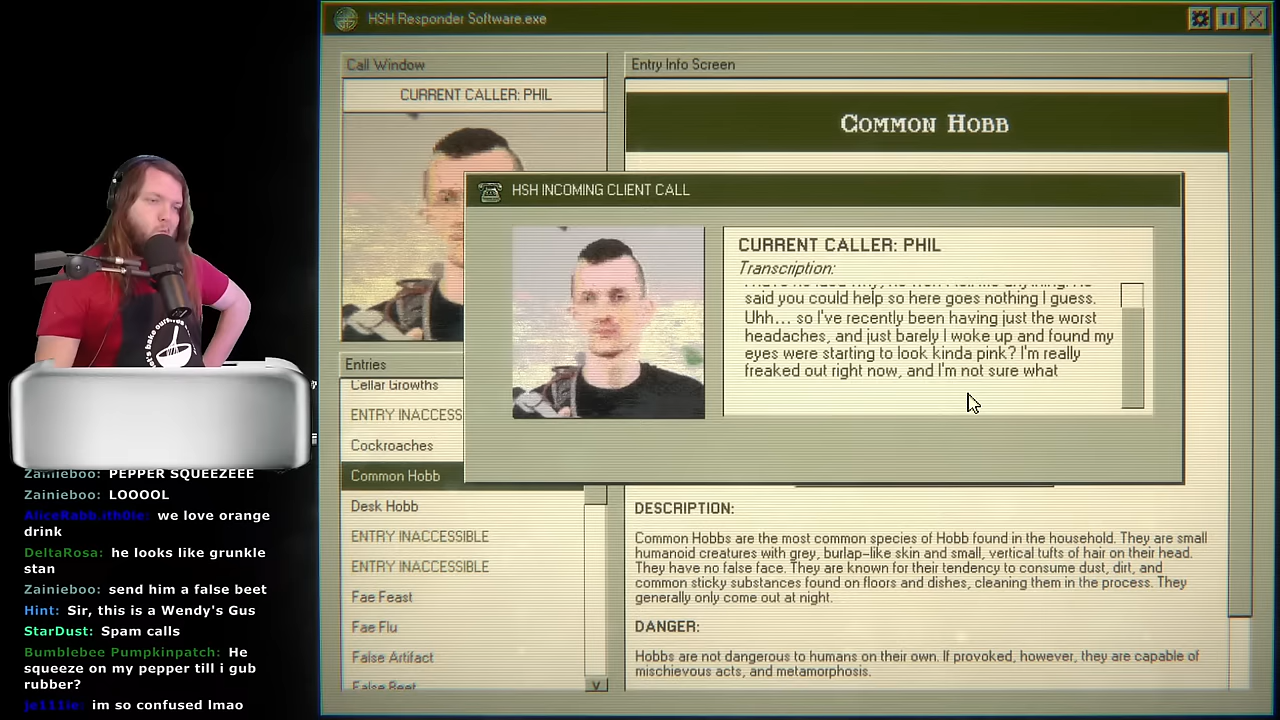 HSH Responder Software.exe
Call Window
CURRENT CALLER: PHIL
Entries
Cellar Growths
ENTRY INACCESS
Cockroaches
Common Hobb
Desk Hobb
ENTRY INACCESSIBLE
ENTRY INACCESSIBLE
Fae Feast
Fae Flu
False Artifact
False Beet
Entry Info Screen
Common Hobb
HSH INCOMING CLIENT CALL
CURRENT CALLER: PHIL
Transcription:
said you could help so here goes nothing I guess.
Uhh... so I've recently been having just the worst
headaches, and just barely I woke up and found my
eyes were starting to look kinda pink? I'm really
freaked out right now, and I'm not sure what
DESCRIPTION:
Common Hobbs are the most common species of Hobb found in the household. They are small
humanoid creatures with grey, burlap-like skin and small, vertical tufts of hair on their head.
They have no false face. They are known for their tendency to consume dust, dirt, and
common sticky substances found on floors and dishes, cleaning them in the process. They
generally only come out at night.
DANGER:
Hobbs are not dangerous to humans on their own. If provoked, however, they are capable of
mischievous acts, and metamorphosis.
Zainieboo: PEPPER SQUEEZEEE
Zainieboo: LOOOOL
AliceRabb.ith0le: we love orange
drink
DeltaRosa: he looks like grunkle
stan
Zainieboo: send him a false beet
Hint: Sir, this is a Wendy's Gus
StarDust: Spam calls
Bumblebee Pumpkinpatch: He
squeeze on my pepper till i gub
rubber?
jo111ie: im so confused lmao